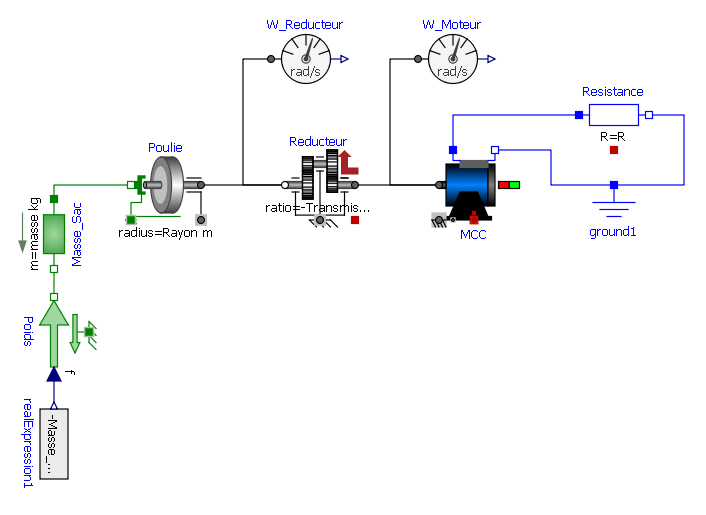 W_Reducteur
W_Moteur
rad/s
rad/s
Resistance
R=R
Poulie
Reducteur
radius=Rayon m
ratio=-Transmis...
MCC
ground1
m=masse kg
Masse_Sac
Poids
f
realExpression1
-Masse_...